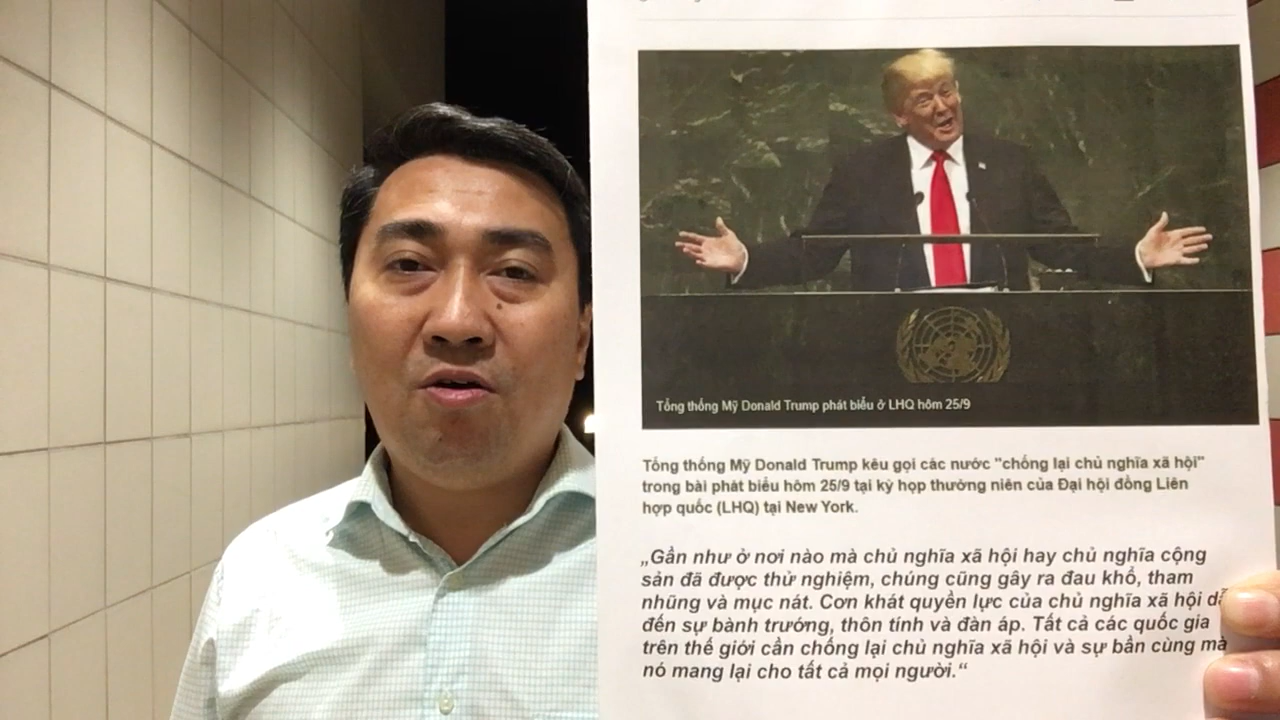 Tổng thống Mỹ Donald Trump phát biểu ở LHQ hôm 25/9
Tổng thống Mỹ Donald Trump kêu gọi các nước "chống lại chủ nghĩa xã hội"
trong bài phát biểu hôm 25/9 tại kỳ họp thường niên của Đại hội đồng Liên
hợp quốc (LHQ) tại New York.
„Gần như ở nơi nào mà chủ nghĩa xã hội hay chủ nghĩa cộng
sản đã được thử nghiệm, chúng cũng gây ra đau khổ, tham
nhũng và mục nát. Cơn khát quyền lực của chủ nghĩa xã hội
đến sự bành trướng, thôn tính và đàn áp. Tất cả các quốc gia
trên thế giới cần chống lại chủ nghĩa xã hội và sự bần cùng mà
nó mang lại cho tất cả mọi người.“